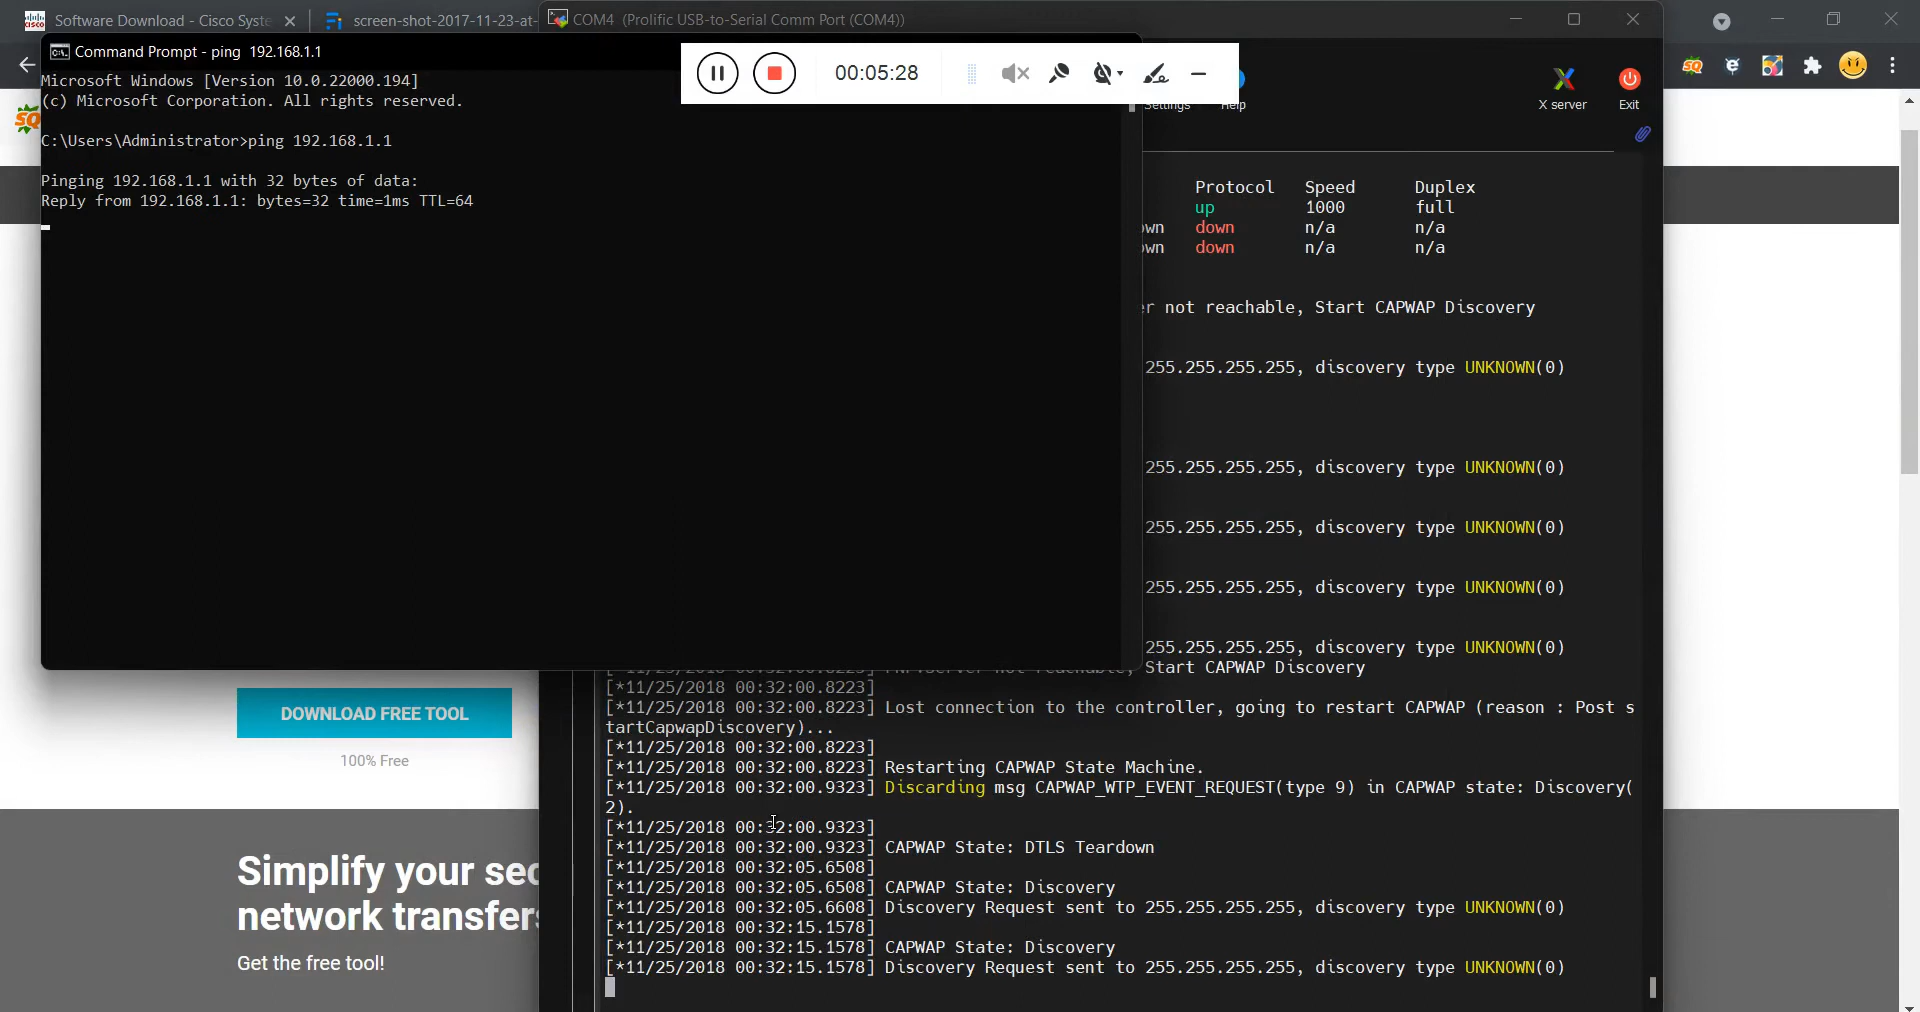 Software Download - Cisco Syste
screen-shot-2017-11-23-at-
COM4 (Prolific USB-to-Serial Comm Port (COM4))
Command Prompt - ping 192.168.1.1
00:05:28
Settings
Help
X server
Exit
Microsoft Windows [Version 10.0.22000.194]
(c) Microsoft Corporation. All rights reserved.
C:\Users\Administrator>ping 192.168.1.1
Pinging 192.168.1.1 with 32 bytes of data:
Reply from 192.168.1.1: bytes=32 time=1ms TTL=64
Protocol Speed Duplex
up 1000 full
own down n/a n/a
own down n/a n/a
er not reachable, Start CAPWAP Discovery
255.255.255.255, discovery type UNKNOWN(0)
255.255.255.255, discovery type UNKNOWN(0)
255.255.255.255, discovery type UNKNOWN(0)
255.255.255.255, discovery type UNKNOWN(0)
255.255.255.255, discovery type UNKNOWN(0)
not reachable, Start CAPWAP Discovery
[*11/25/2018 00:32:00.8223]
[*11/25/2018 00:32:00.8223] Lost connection to the controller, going to restart CAPWAP (reason : Post s
tartCapwapDiscovery)...
[*11/25/2018 00:32:00.8223]
[*11/25/2018 00:32:00.8223] Restarting CAPWAP State Machine.
[*11/25/2018 00:32:00.9323] Discarding msg CAPWAP_WTP_EVENT_REQUEST(type 9) in CAPWAP state: Discovery(
2).
[*11/25/2018 00:32:00.9323]
[*11/25/2018 00:32:00.9323] CAPWAP State: DTLS Teardown
[*11/25/2018 00:32:05.6508]
[*11/25/2018 00:32:05.6508] CAPWAP State: Discovery
[*11/25/2018 00:32:05.6608] Discovery Request sent to 255.255.255.255, discovery type UNKNOWN(0)
[*11/25/2018 00:32:15.1578]
[*11/25/2018 00:32:15.1578] CAPWAP State: Discovery
[*11/25/2018 00:32:15.1578] Discovery Request sent to 255.255.255.255, discovery type UNKNOWN(0)
DOWNLOAD FREE TOOL
100% Free
Simplify your sec
network transfers
Get the free tool!